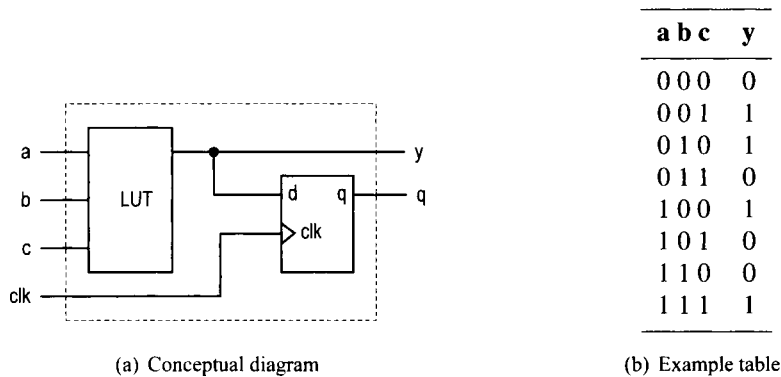 a
b
c
clk
LUT
d q
clk
y
q
(a) Conceptual diagram
a b c y
0 0 0 0
0 0 1 1
0 1 0 1
0 1 1 0
1 0 0 1
1 0 1 0
1 1 0 0
1 1 1 1
(b) Example table